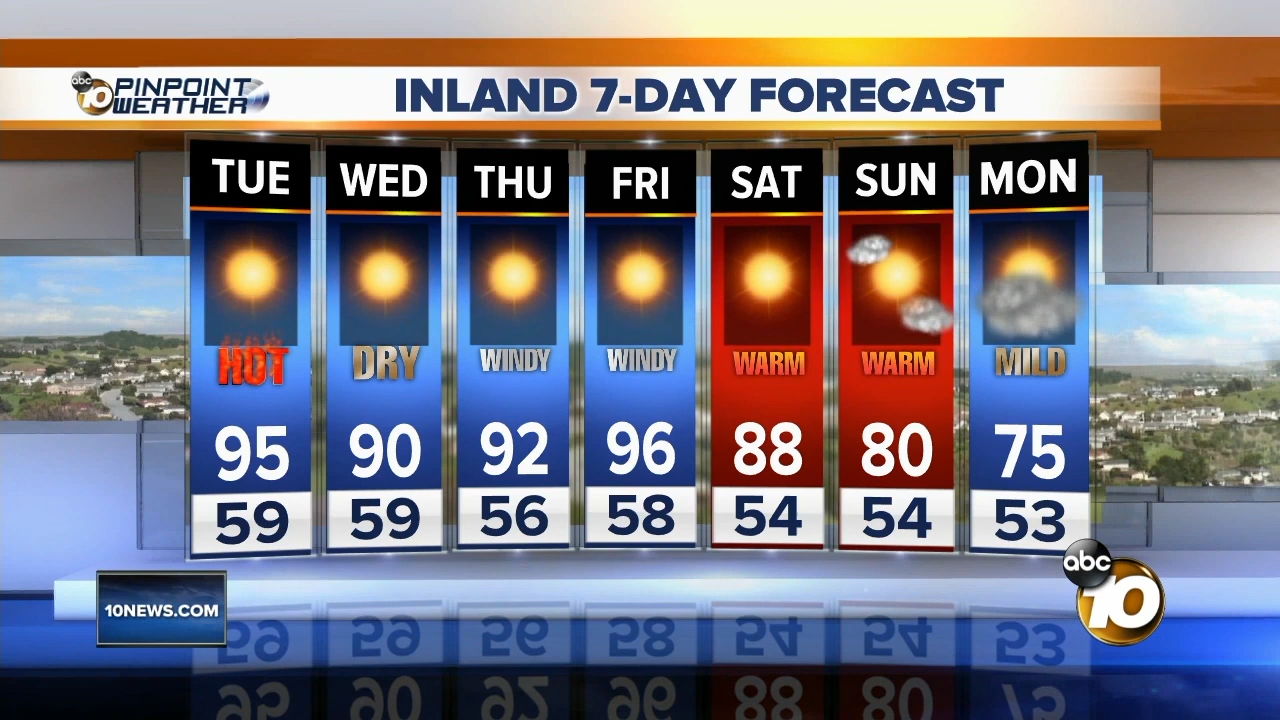 abc 10 PINPOINT WEATHER
INLAND 7-DAY FORECAST
TUE WED THU FRI SAT SUN MON
HOT DRY WINDY WINDY WARM WARM MILD
95 90 92 96 88 80 75
59 59 56 58 54 54 53
10NEWS.COM
abc 10